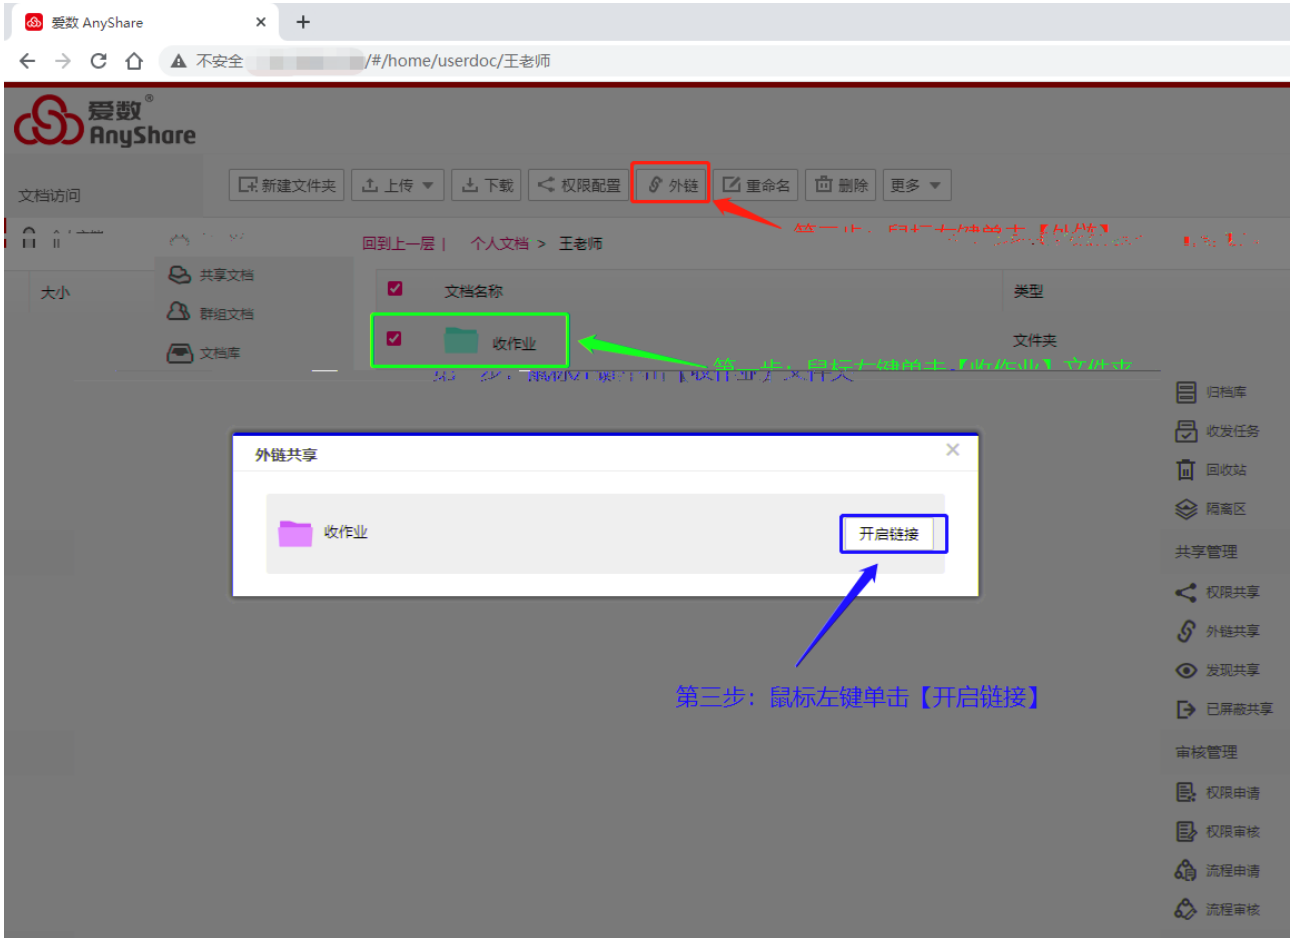 爱数 AnyShare
不安全
/#/home/userdoc/王老师
爱数®
AnyShare
文档访问
新建文件夹 上传 下载 权限配置 外链 重命名 删除 更多
回到上一层 | 个人文档 > 王老师
共享文档
大小
文档名称 类型
群组文档
收作业 文件夹
文档库
归档库
收发任务
外链共享
回收站
隔离区
收作业 开启链接
共享管理
权限共享
外链共享
发现共享
第三步：鼠标左键单击【开启链接】
已屏蔽共享
审核管理
权限申请
权限审核
流程申请
流程审核